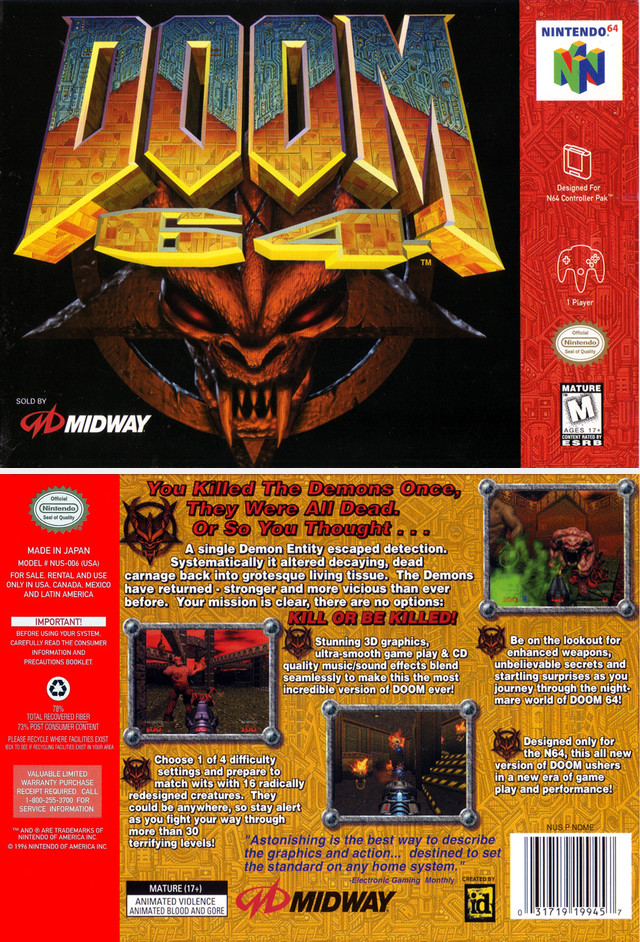 DOOM
64
TM
NINTENDO 64
Designed For
N64 Controller Pak™
1 Player
Official
Nintendo
Seal of Quality
MATURE
M
AGES 17+
CONTENT RATED BY
ESRB
SOLD BY
MIDWAY
Official
Nintendo
Seal of Quality
MADE IN JAPAN
MODEL # NUS-006 (USA)
FOR SALE, RENTAL AND USE
ONLY IN USA, CANADA, MEXICO
AND LATIN AMERICA
IMPORTANT!
BEFORE USING YOUR SYSTEM,
CAREFULLY READ THE CONSUMER
INFORMATION AND
PRECAUTIONS BOOKLET.
78%
TOTAL RECOVERED FIBER
73% POST CONSUMER CONTENT
PLEASE RECYCLE WHERE FACILITIES EXIST
(CK TO SEE IF RECYCLING FACILITIES EXIST IN YOUR AREA)
VALUABLE LIMITED
WARRANTY PURCHASE
RECEIPT REQUIRED. CALL
1-800-255-3700 FOR
SERVICE INFORMATION.
™ AND ® ARE TRADEMARKS OF
NINTENDO OF AMERICA INC.
© 1996 NINTENDO OF AMERICA INC.
You Killed The Demons Once,
They Were All Dead.
Or So You Thought . . .
A single Demon Entity escaped detection.
Systematically it altered decaying, dead
carnage back into grotesque living tissue. The Demons
have returned - stronger and more vicious than ever
before. Your mission is clear, there are no options:
KILL OR BE KILLED!
Stunning 3D graphics,
ultra-smooth game play & CD
quality music/sound effects blend
seamlessly to make this the most
incredible version of DOOM ever!
Be on the lookout for
enhanced weapons,
unbelievable secrets and
startling surprises as you
journey through the night-
mare world of DOOM 64!
Choose 1 of 4 difficulty
settings and prepare to
match wits with 16 radically
redesigned creatures. They
could be anywhere, so stay alert
as you fight your way through
more than 30
terrifying levels!
Designed only for
the N64, this all new
version of DOOM ushers
in a new era of game
play and performance!
"Astonishing is the best way to describe
the graphics and action... destined to set
the standard on any home system."
-Electronic Gaming Monthly
MATURE (17+)
ANIMATED VIOLENCE
ANIMATED BLOOD AND GORE
MIDWAY
CREATED BY
id
NUS P NDME
0 31719 19945 7